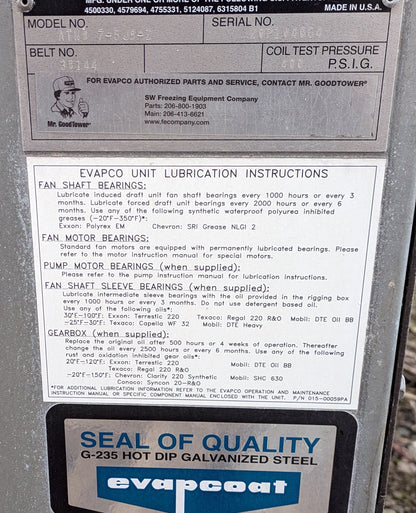 MFG. UNDER ONE OR MORE OF THE FOLLOWING
4500330, 4579694, 4755331, 5124087, 6315804 B1
MADE IN U.S.A.
MODEL NO.
SERIAL NO.
BELT NO.
COIL TEST PRESSURE
P.S.I.G.
FOR EVAPCO AUTHORIZED PARTS AND SERVICE, CONTACT MR. GOODTOWER®
SW Freezing Equipment Company
Parts: 206-800-1903
Main: 206-413-6621
www.fecompany.com
Mr. GoodTower®
EVAPCO UNIT LUBRICATION INSTRUCTIONS
FAN SHAFT BEARINGS:
Lubricate induced draft unit fan shaft bearings every 1000 hours or every 3
months. Lubricate forced draft unit bearings every 2000 hours or every 6
months. Use any of the following synthetic waterproof polyurea inhibited
greases (-20°F-350°F)*:
Exxon: Polyrex EM Chevron: SRI Grease NLGI 2
FAN MOTOR BEARINGS:
Standard fan motors are equipped with permanently lubricated bearings. Please
refer to the motor instruction manual for special motors.
PUMP MOTOR BEARINGS (when supplied):
Please refer to the pump instruction manual for lubrication instructions.
FAN SHAFT SLEEVE BEARINGS (when supplied):
Lubricate intermediate sleeve bearings with the oil provided in the rigging box
every 1000 hours or every 3 months. Do not use detergent based oil.
Use any of the following oils*:
30°F-100°F: Exxon: Terrestic 220 Texaco: Regal 220 R&O Mobil: DTE Oil BB
-25°F-30°F: Texaco: Capella WF 32 Mobil: DTE Heavy
GEARBOX (when supplied)
Replace the original oil after 500 hours or 4 weeks of operation. Thereafter
change the oil every 2500 hours or every 6 months. Use any of the following
rust and oxidation inhibited gear oils*:
20°F-120°F: Exxon: Terrestic 220 Mobil: DTE Oil BB
Texaco: Regal 220 R&O
-20°F-150°F: Chevron: Clarity 220 Synthetic Mobil: SHC 630
Conoco: Syncon 20-R&O
*FOR ADDITIONAL LUBRICATION INFORMATION REFER TO THE EVAPCO OPERATION AND MAINTENANCE
INSTRUCTION MANUAL OR SPECIFIC COMPONENT MANUAL ENCLOSED WITH THE UNIT. P/N 015-00059PA
SEAL OF QUALITY
G-235 HOT DIP GALVANIZED STEEL
evapcoat